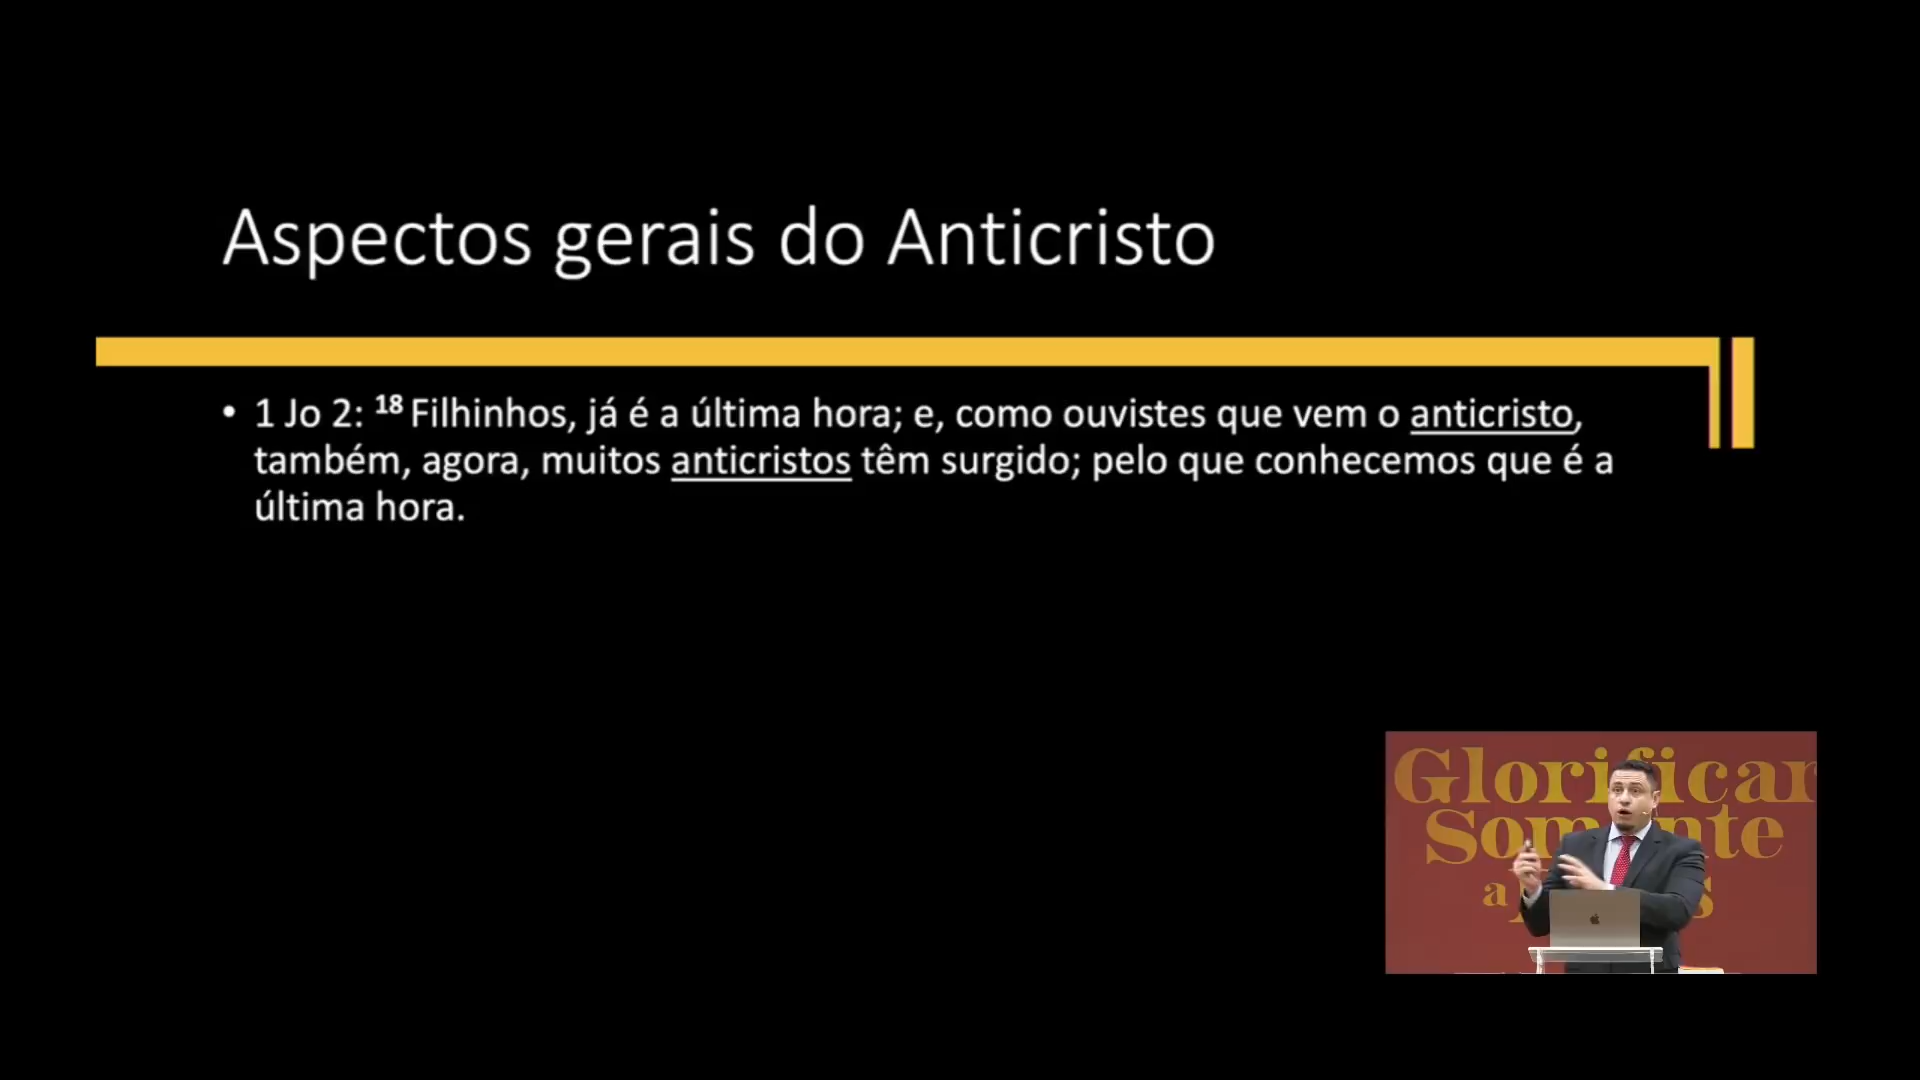 Aspectos gerais do Anticristo
• 1 Jo 2: 18 Filhinhos, já é a última hora; e, como ouvistes que vem o anticristo,
também, agora, muitos anticristos têm surgido; pelo que conhecemos que é a
última hora.
Glorificar
Somente
a